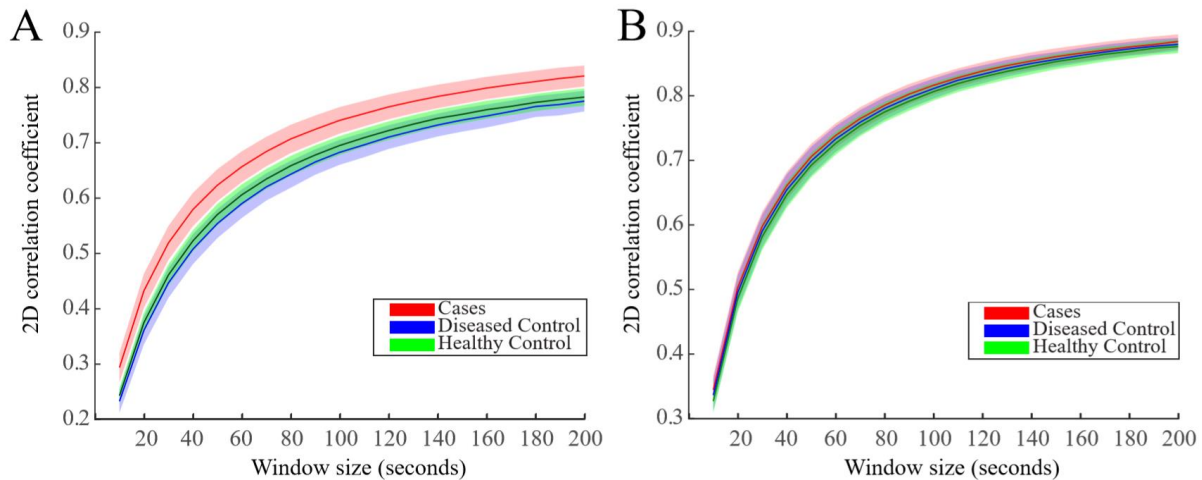 A
2D correlation coefficient
0.9
0.8
0.7
0.6
0.5
0.4
0.3
0.2
20 40 60 80 100 120 140 160 180 200
Window size (seconds)
Cases
Diseased Control
Healthy Control
B
2D correlation coefficient
0.9
0.8
0.7
0.6
0.5
0.4
0.3
20 40 60 80 100 120 140 160 180 200
Window size (seconds)
Cases
Diseased Control
Healthy Control